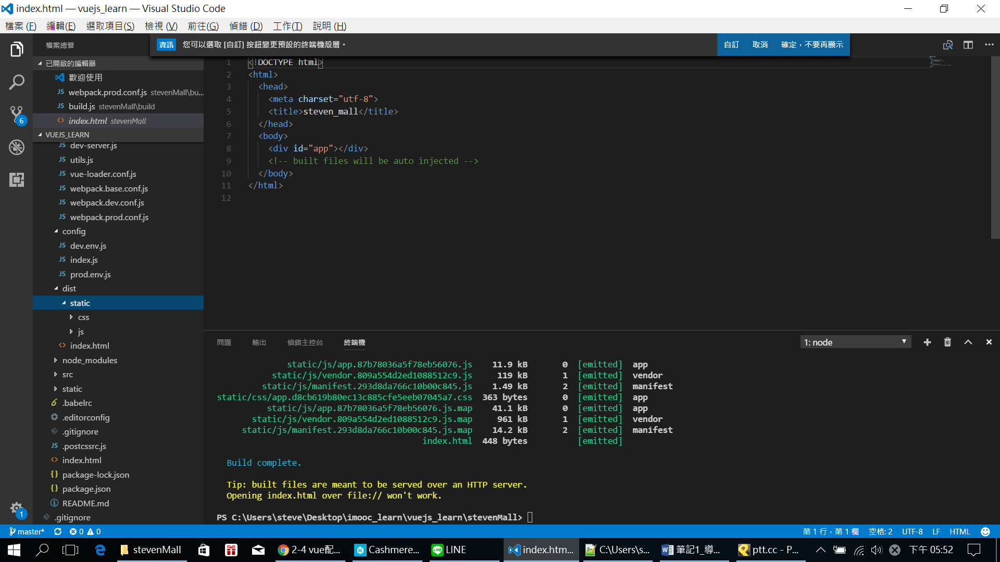 index.html — vuejs_learn — Visual Studio Code
檔案 (F) 編輯(E) 選取項目(S) 檢視 (V) 前往(G) 偵錯 (D) 工作(T) 說明 (H)
檔案總管
資訊 您可以選取 [自訂] 按鈕變更預設的終端機殼層。 自訂 取消 確定，不要再顯示
已開啟的編輯器
歡迎使用
JS webpack.prod.conf.js stevenMall\bu...
JS build.js stevenMall\build
<> index.html stevenMall
6
VUEJS_LEARN
JS dev-server.js
JS utils.js
JS vue-loader.conf.js
JS webpack.base.conf.js
JS webpack.dev.conf.js
JS webpack.prod.conf.js
config
JS dev.env.js
JS index.js
JS prod.env.js
dist
static
css
js
<> index.html
node_modules
src
static
6 .babelrc
.editorconfig
.gitignore
JS .postcssrc.js
<> index.html
{} package-lock.json
{} package.json
README.md
.gitignore
1
1 <!DOCTYPE html>
2 <html>
3 <head>
4 <meta charset="utf-8">
5 <title>steven_mall</title>
6 </head>
7 <body>
8 <div id="app"></div>
9 <!-- built files will be auto injected -->
10 </body>
11 </html>
12
問題 輸出 偵錯主控台 終端機 1: node
static/js/app.87b78036a5f78eb56076.js 11.9 kB 0 [emitted] app
static/js/vendor.809a554d2ed1088512c9.js 119 kB 1 [emitted] vendor
static/js/manifest.293d8da766c10b00c845.js 1.49 kB 2 [emitted] manifest
static/css/app.d8cb619b80ec13c885cfe5eeb07045a7.css 363 bytes 0 [emitted] app
static/js/app.87b78036a5f78eb56076.js.map 41.1 kB 0 [emitted] app
static/js/vendor.809a554d2ed1088512c9.js.map 961 kB 1 [emitted] vendor
static/js/manifest.293d8da766c10b00c845.js.map 14.2 kB 2 [emitted] manifest
index.html 448 bytes [emitted]
Build complete.
Tip: built files are meant to be served over an HTTP server.
Opening index.html over file:// won't work.
PS C:\Users\steve\Desktop\imooc_learn\vuejs_learn\stevenMall>
master* 0 0 第 1 行，第 1 欄 空格: 2 UTF-8 LF HTML
stevenMall 2-4 vue配... Cashmere... LINE index.htm... C:\Users\s... 筆記1_導... ptt.cc - P... 下午 05:52